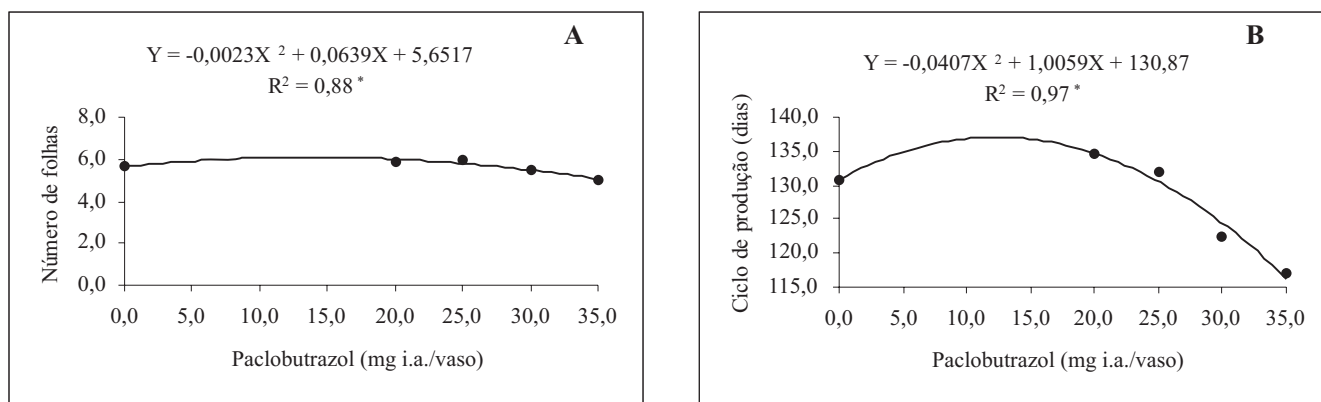 A
Y = -0,0023X ² + 0,0639X + 5,6517
R² = 0,88 *
Número de folhas
8,0
6,0
4,0
2,0
0,0
0,0 5,0 10,0 15,0 20,0 25,0 30,0 35,0
Paclobutrazol (mg i.a./vaso)
B
Y = -0,0407X ² + 1,0059X + 130,87
R² = 0,97 *
Ciclo de produção (dias)
140,0
135,0
130,0
125,0
120,0
115,0
0,0 5,0 10,0 15,0 20,0 25,0 30,0 35,0
Paclobutrazol (mg i.a./vaso)